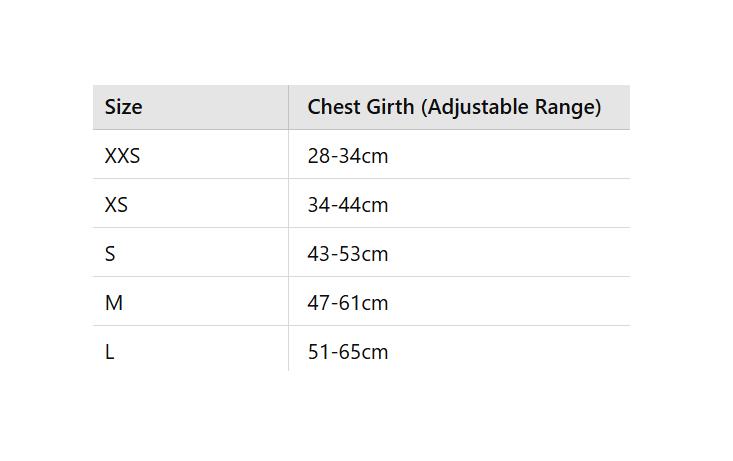 Size Chest Girth (Adjustable Range)
XXS 28-34cm
XS 34-44cm
S 43-53cm
M 47-61cm
L 51-65cm